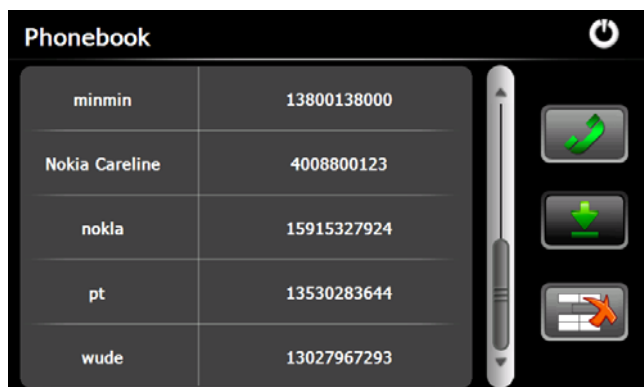 Phonebook
minmin 13800138000
Nokia Careline 4008800123
nokla 15915327924
pt 13530283644
wude 13027967293